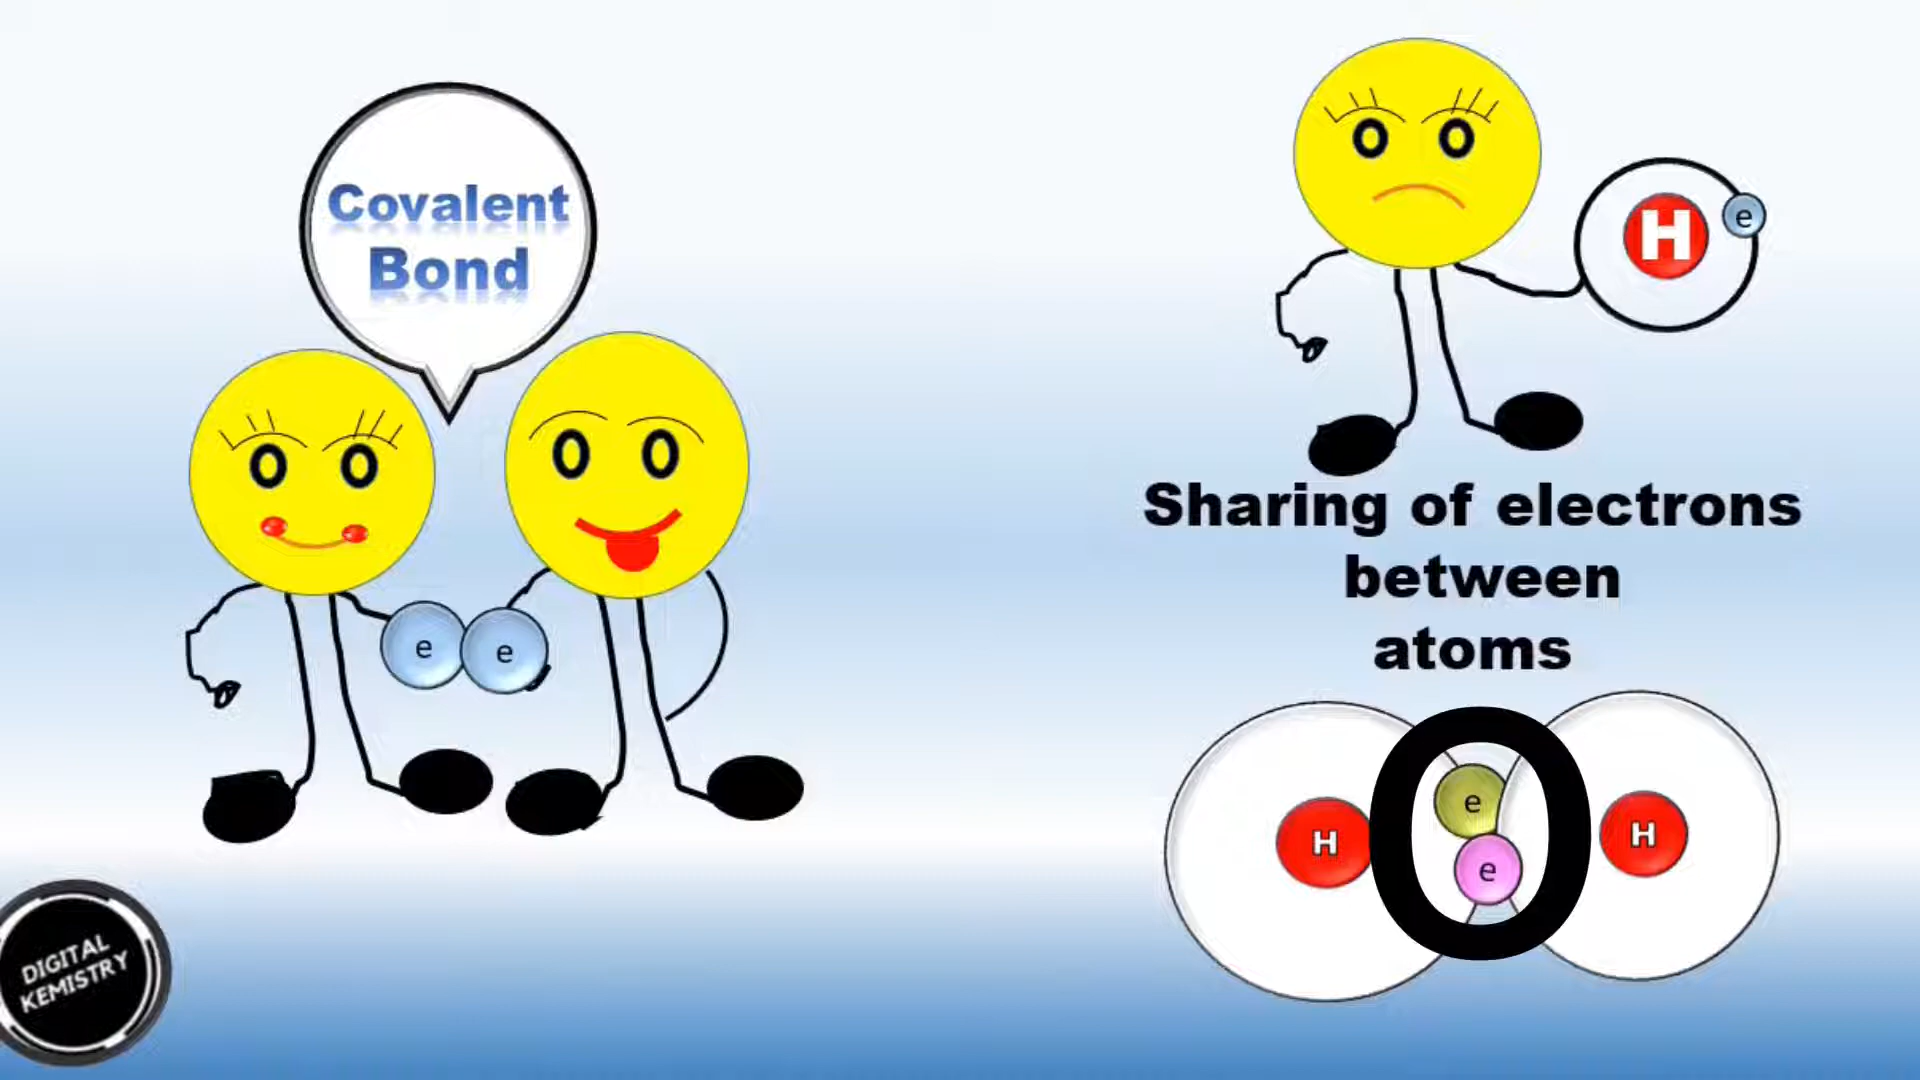 Covalent
Bond
e e
H e
Sharing of electrons
between
atoms
H e H
e
DIGITAL
KEMISTRY